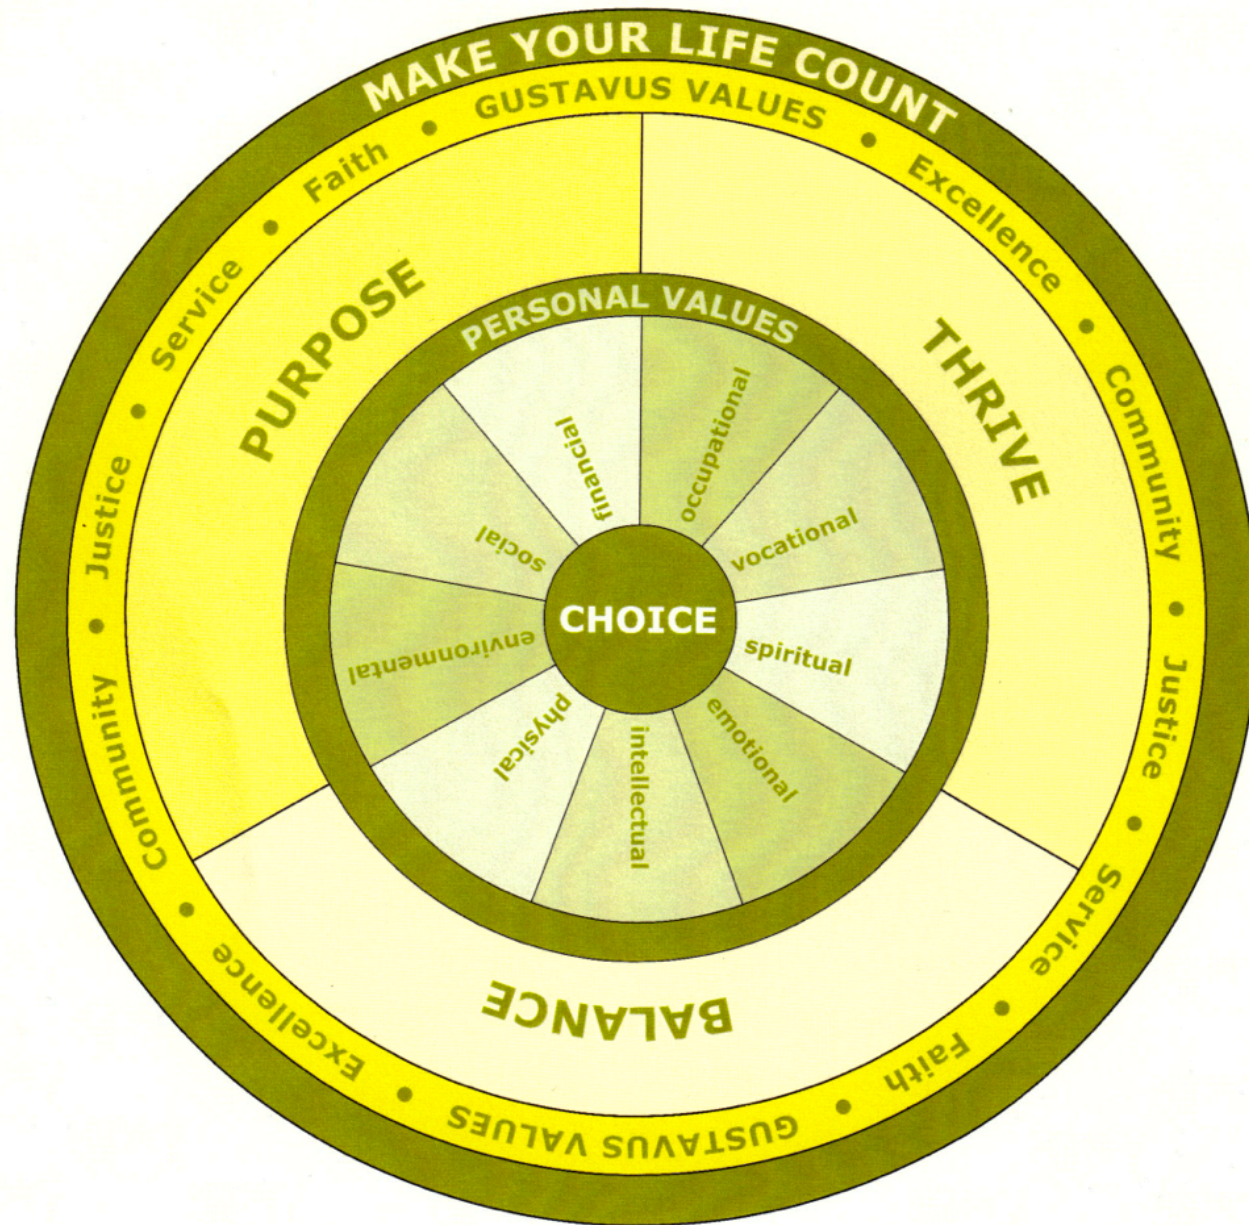 MAKE YOUR LIFE COUNT
GUSTAVUS VALUES • Excellence • Community • Justice • Service • Faith • GUSTAVUS VALUES • Excellence • Community • Justice • Service • Faith •
PURPOSE
THRIVE
BALANCE
PERSONAL VALUES
occupational
vocational
spiritual
emotional
intellectual
physical
environmental
social
financial
CHOICE